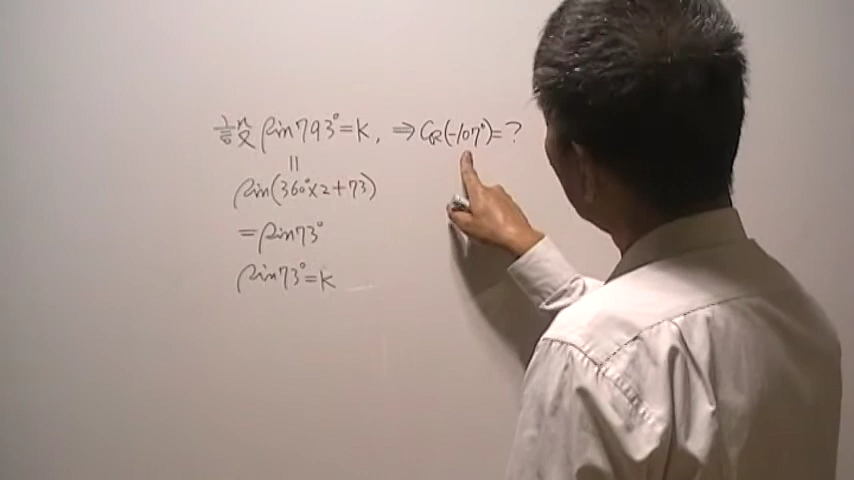 設 sin793°=k, ⇒ cos(-107°)=?
=
sin(360°×2+73)
=sin73°
sin73°=k